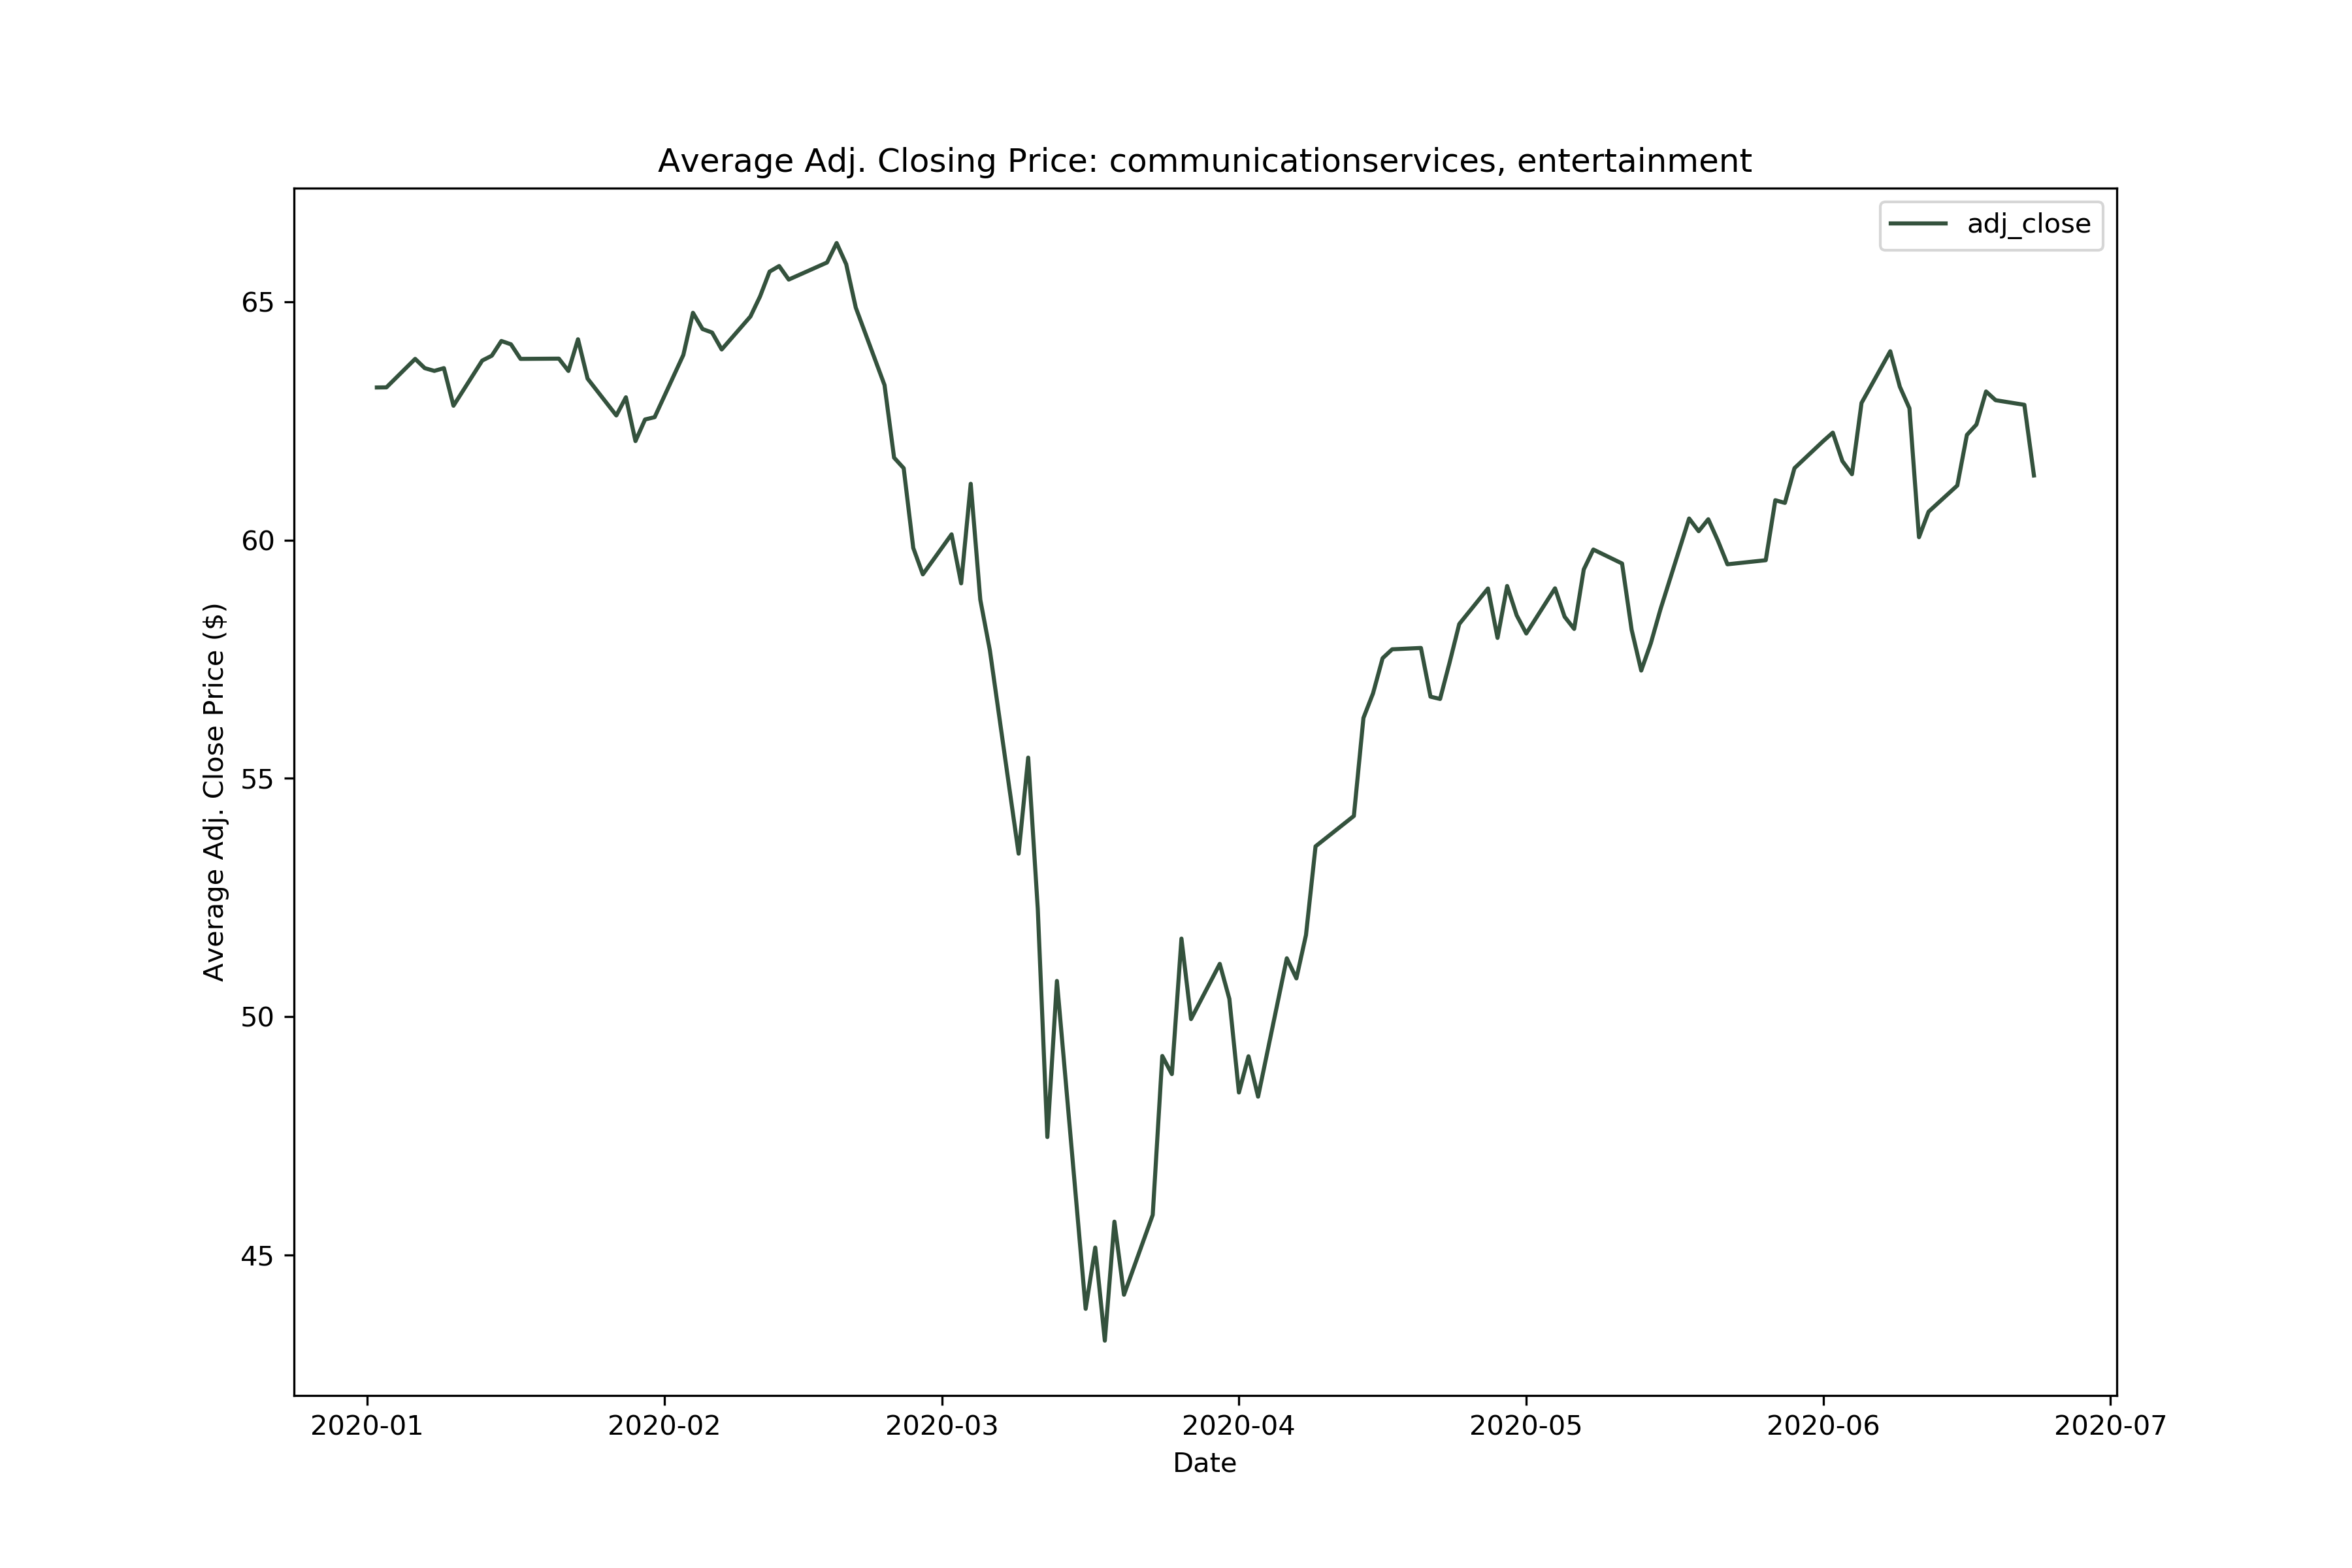 Average Adj. Closing Price: communicationservices, entertainment
adj_close
65
60
55
50
45
Average Adj. Close Price ($)
2020-01 2020-02 2020-03 2020-04 2020-05 2020-06 2020-07
Date